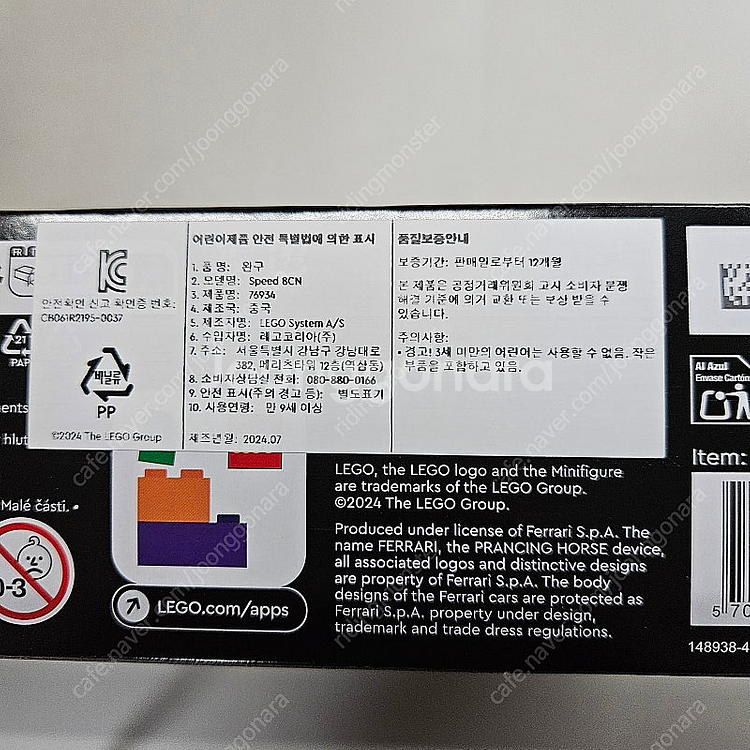 어린이제품 안전 특별법에 의한 표시
1. 품 명: 완구
2. 모델명: Speed 8CN
3. 제품명: 76934
4. 제조국: 중국
5. 제조자명: LEGO System A/S
6. 수입자명: 레고코리아(주)
7. 주소: 서울특별시 강남구 강남대로
382, 메리츠타워 12층(역삼동)
8. 소비자상담실 전화: 080-880-0166
9. 안전 표시(주의 경고 등): 별도표기
10. 사용연령: 만 9세 이상
제조년월: 2024.07
품질보증안내
보증기간: 판매일로부터 12개월
본 제품은 공정거래위원회 고시 소비자 분쟁
해결 기준에 의거 교환 또는 보상 받을 수
있습니다.
주의사항:
• 경고! 3세 미만의 어린이는 사용할 수 없음. 작은
부품을 포함하고 있음.
안전확인 신고 확인증 번호:
CB061R2195-0037
비닐류
PP
©2024 The LEGO Group
21
PAP
Malé části. •
0-3
LEGO.com/apps
LEGO, the LEGO logo and the Minifigure
are trademarks of the LEGO Group.
©2024 The LEGO Group.
Produced under license of Ferrari S.p.A. The
name FERRARI, the PRANCING HORSE device,
all associated logos and distinctive designs
are property of Ferrari S.p.A. The body
designs of the Ferrari cars are protected as
Ferrari S.p.A. property under design,
trademark and trade dress regulations.
Al Azul
Envase Cartón
Item:
5 70
148938-4
joonggonara
cafe.naver.com/joonggonara
ridingmonster